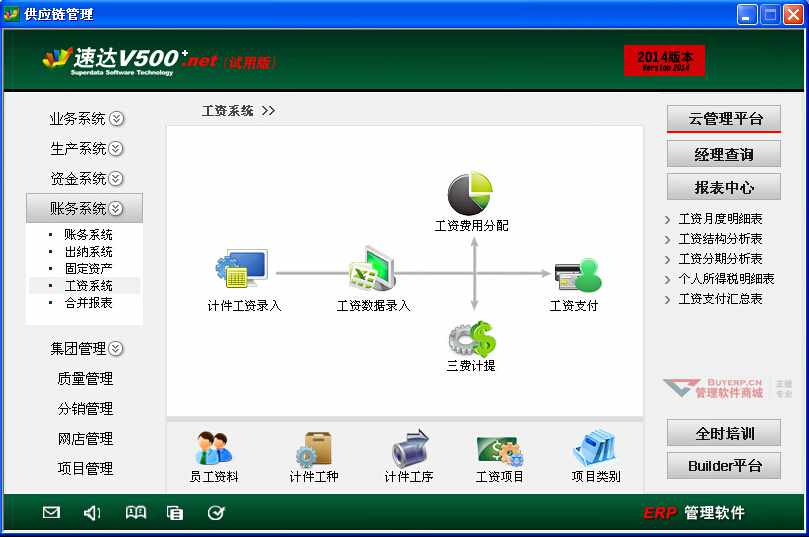 供应链管理
速达V500+.net (试用版)
Superdata Software Technology
2014版本
Version 2014
业务系统
生产系统
资金系统
账务系统
账务系统
出纳系统
固定资产
工资系统
合并报表
集团管理
质量管理
分销管理
网店管理
项目管理
工资系统 >>
工资费用分配
计件工资录入
工资数据录入
工资支付
三费计提
员工资料
计件工种
计件工序
工资项目
项目类别
云管理平台
经理查询
报表中心
工资月度明细表
工资结构分析表
工资分期分析表
个人所得税明细表
工资支付汇总表
BUYERP.CN
管理软件商城
正版
专业
全时培训
Builder平台
ERP 管理软件